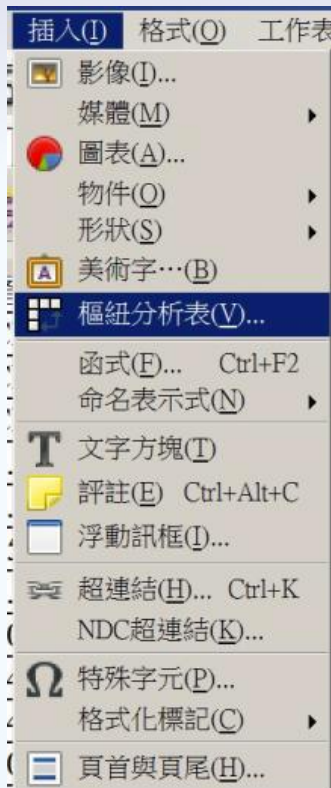 插入(I) 格式(O) 工作表
影像(I)...
媒體(M)
圖表(A)...
物件(O)
形狀(S)
美術字…(B)
樞紐分析表(V)...
函式(F)... Ctrl+F2
命名表示式(N)
文字方塊(T)
評註(E) Ctrl+Alt+C
浮動訊框(I)...
超連結(H)... Ctrl+K
NDC超連結(K)...
特殊字元(P)...
格式化標記(C)
頁首與頁尾(H)...